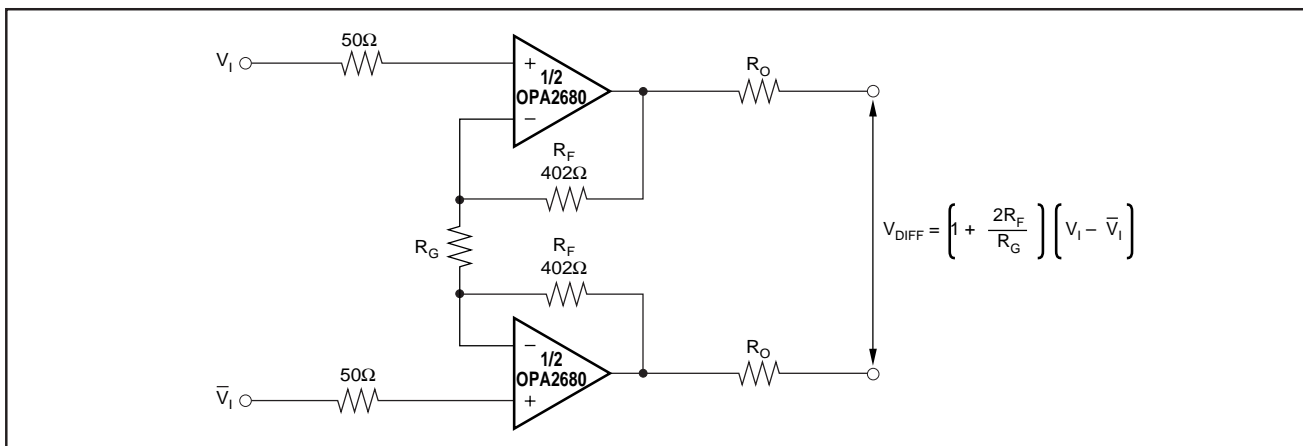 V_I
50Ω
+
1/2
OPA2680
−
R_O
R_F
402Ω
R_G
R_F
402Ω
V_DIFF = (1 + 2R_F/R_G)(V_I − V̅_I)
−
1/2
OPA2680
+
R_O
50Ω
V̅_I